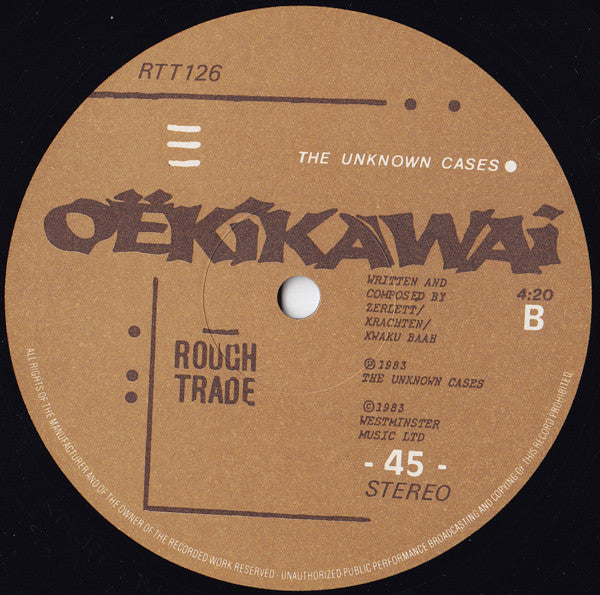 RTT126
THE UNKNOWN CASES
OËKÍKAWAÍ
WRITTEN AND
COMPOSED BY
ZERLETT/
KRACHTEN/
KWAKU BAAH
4:20
B
ROUGH
TRADE
℗1983
THE UNKNOWN CASES
©1983
WESTMINSTER
MUSIC LTD
- 45 -
STEREO
ALL RIGHTS OF THE MANUFACTURER AND OF THE OWNER OF THE RECORDED WORK RESERVED - UNAUTHORIZED PUBLIC PERFORMANCE BROADCASTING AND COPYING OF THIS RECORD PROHIBITED